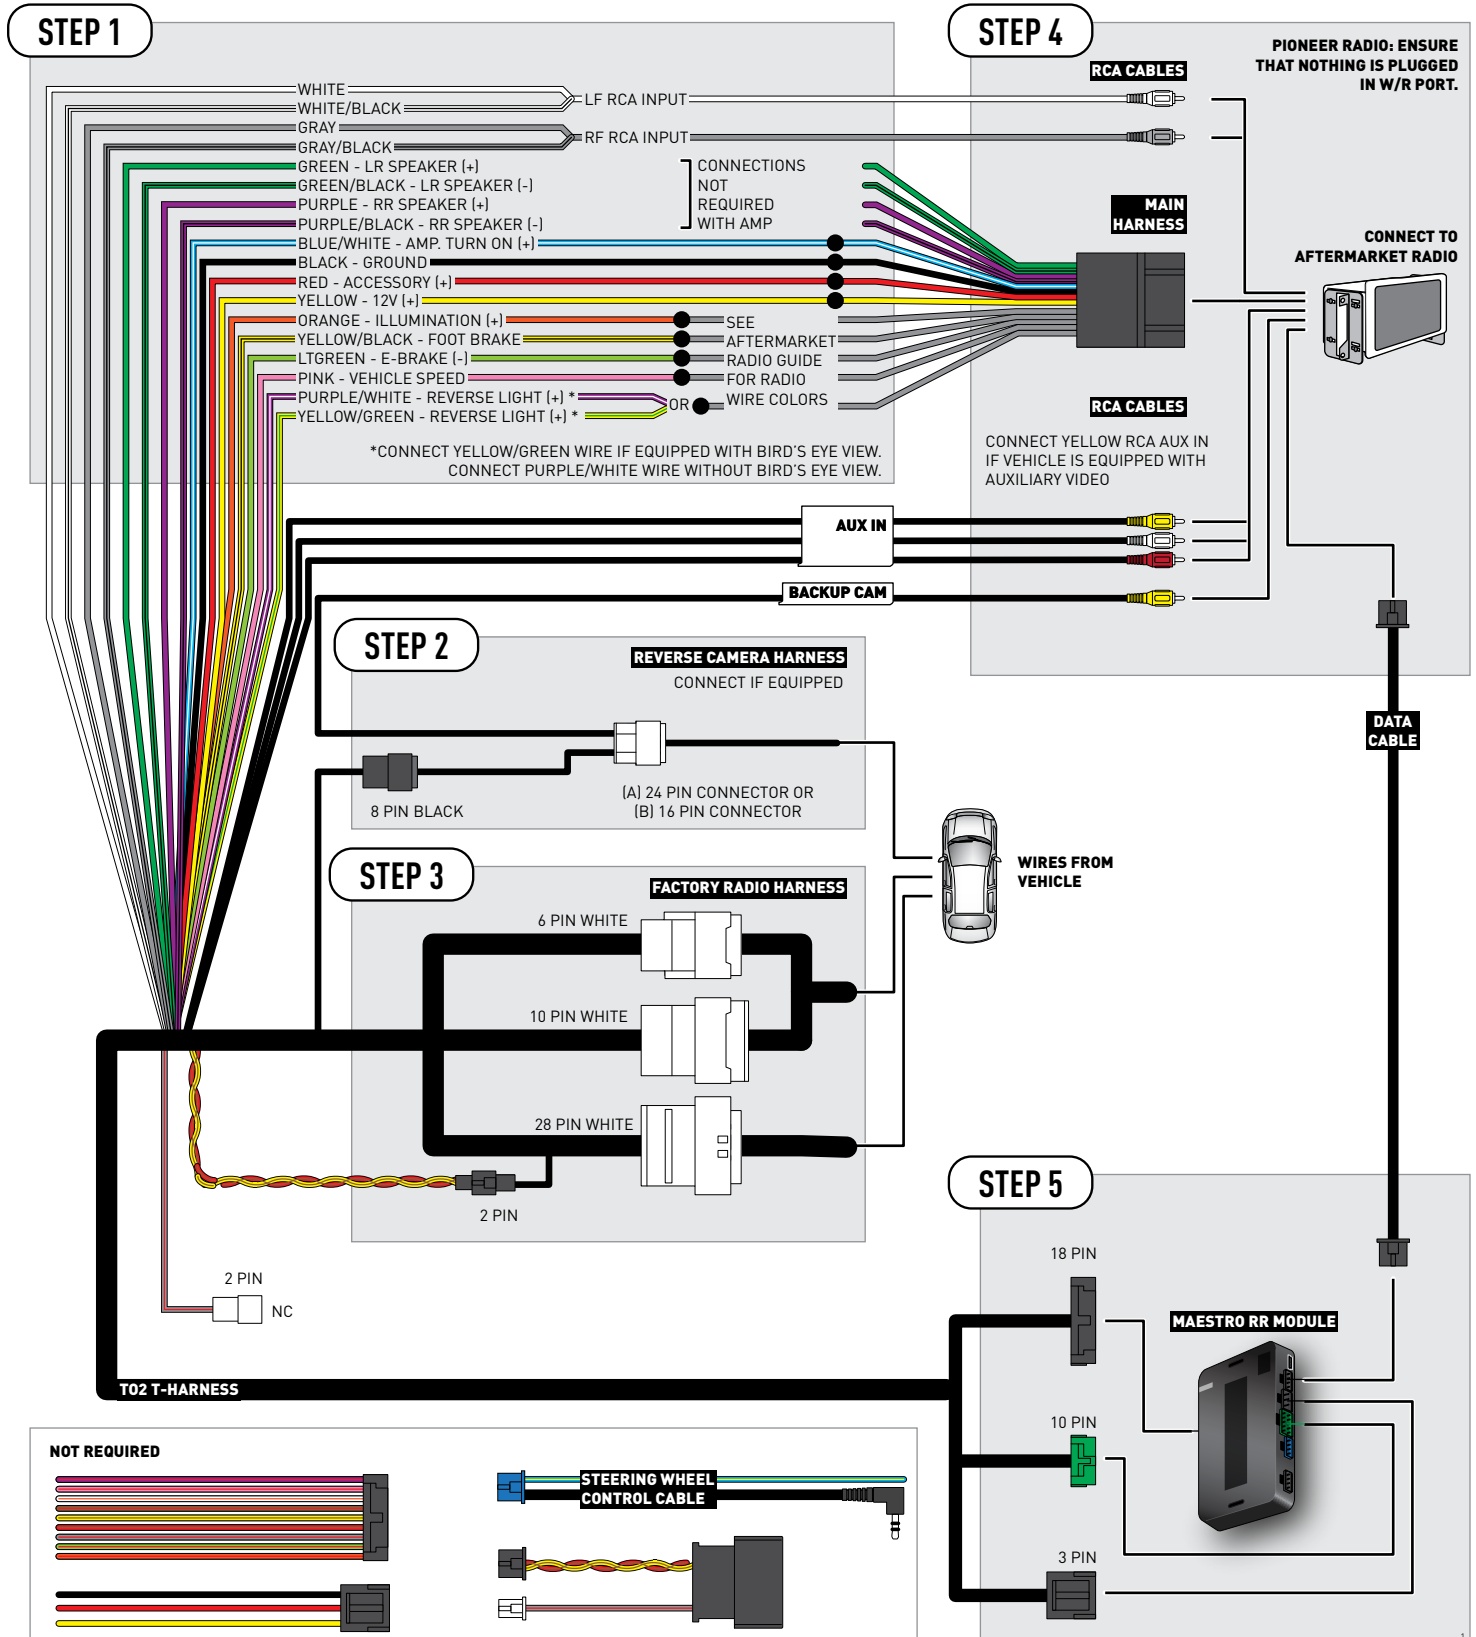 STEP 1
WHITE
WHITE/BLACK
LF RCA INPUT
GRAY
GRAY/BLACK
RF RCA INPUT
GREEN - LR SPEAKER (+)
GREEN/BLACK - LR SPEAKER (-)
PURPLE - RR SPEAKER (+)
PURPLE/BLACK - RR SPEAKER (-)
CONNECTIONS
NOT
REQUIRED
WITH AMP
BLUE/WHITE - AMP. TURN ON (+)
BLACK - GROUND
RED - ACCESSORY (+)
YELLOW - 12V (+)
ORANGE - ILLUMINATION (+)
YELLOW/BLACK - FOOT BRAKE
LTGREEN - E-BRAKE (-)
PINK - VEHICLE SPEED
PURPLE/WHITE - REVERSE LIGHT (+) *
YELLOW/GREEN - REVERSE LIGHT (+) *
OR
SEE
AFTERMARKET
RADIO GUIDE
FOR RADIO
WIRE COLORS
*CONNECT YELLOW/GREEN WIRE IF EQUIPPED WITH BIRD'S EYE VIEW.
CONNECT PURPLE/WHITE WIRE WITHOUT BIRD'S EYE VIEW.
STEP 4
RCA CABLES
PIONEER RADIO: ENSURE
THAT NOTHING IS PLUGGED
IN W/R PORT.
MAIN
HARNESS
CONNECT TO
AFTERMARKET RADIO
RCA CABLES
CONNECT YELLOW RCA AUX IN
IF VEHICLE IS EQUIPPED WITH
AUXILIARY VIDEO
AUX IN
BACKUP CAM
DATA
CABLE
STEP 2
REVERSE CAMERA HARNESS
CONNECT IF EQUIPPED
8 PIN BLACK
(A) 24 PIN CONNECTOR OR
(B) 16 PIN CONNECTOR
WIRES FROM
VEHICLE
STEP 3
FACTORY RADIO HARNESS
6 PIN WHITE
10 PIN WHITE
28 PIN WHITE
2 PIN
2 PIN
NC
TO2 T-HARNESS
STEP 5
18 PIN
MAESTRO RR MODULE
10 PIN
3 PIN
NOT REQUIRED
STEERING WHEEL
CONTROL CABLE